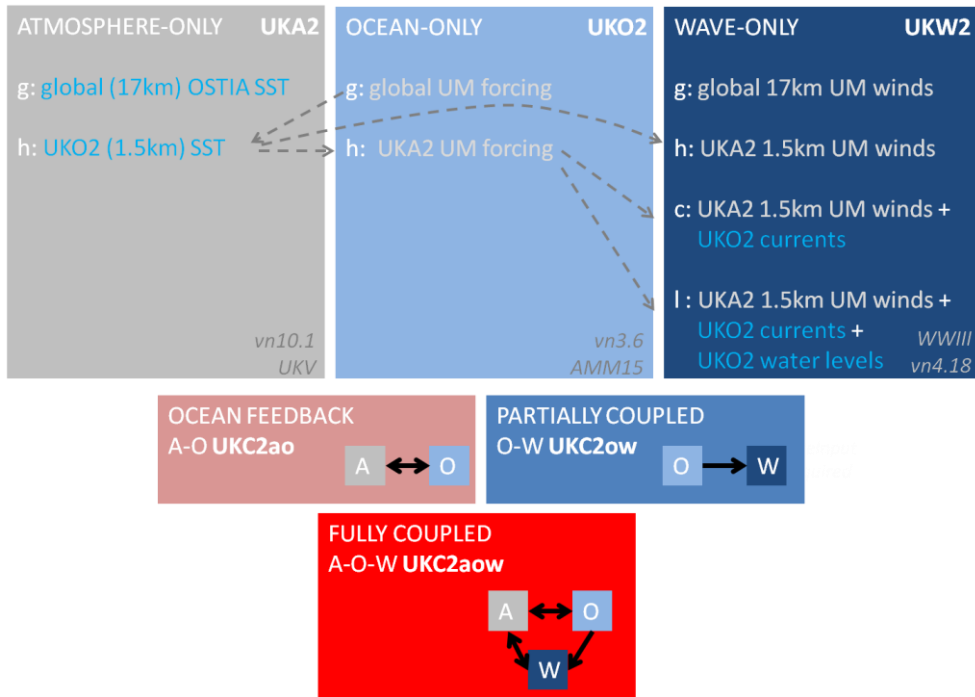 ATMOSPHERE-ONLY UKA2
g: global (17km) OSTIA SST
h: UKO2 (1.5km) SST
vn10.1
UKV
OCEAN-ONLY UKO2
g: global UM forcing
h: UKA2 UM forcing
vn3.6
AMM15
WAVE-ONLY UKW2
g: global 17km UM winds
h: UKA2 1.5km UM winds
c: UKA2 1.5km UM winds +
UKO2 currents
l : UKA2 1.5km UM winds +
UKO2 currents +
UKO2 water levels
WWIII
vn4.18
OCEAN FEEDBACK
A-O UKC2ao
A O
PARTIALLY COUPLED
O-W UKC2ow
O W
FULLY COUPLED
A-O-W UKC2aow
A O
W